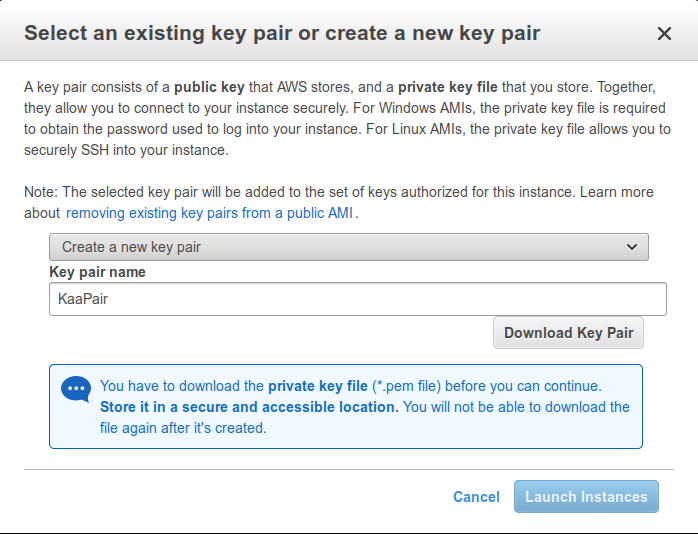 Select an existing key pair or create a new key pair
A key pair consists of a public key that AWS stores, and a private key file that you store. Together,
they allow you to connect to your instance securely. For Windows AMIs, the private key file is required
to obtain the password used to log into your instance. For Linux AMIs, the private key file allows you to
securely SSH into your instance.
Note: The selected key pair will be added to the set of keys authorized for this instance. Learn more
about removing existing key pairs from a public AMI.
Create a new key pair
Key pair name
KaaPair
Download Key Pair
You have to download the private key file (*.pem file) before you can continue.
Store it in a secure and accessible location. You will not be able to download the
file again after it's created.
Cancel Launch Instances